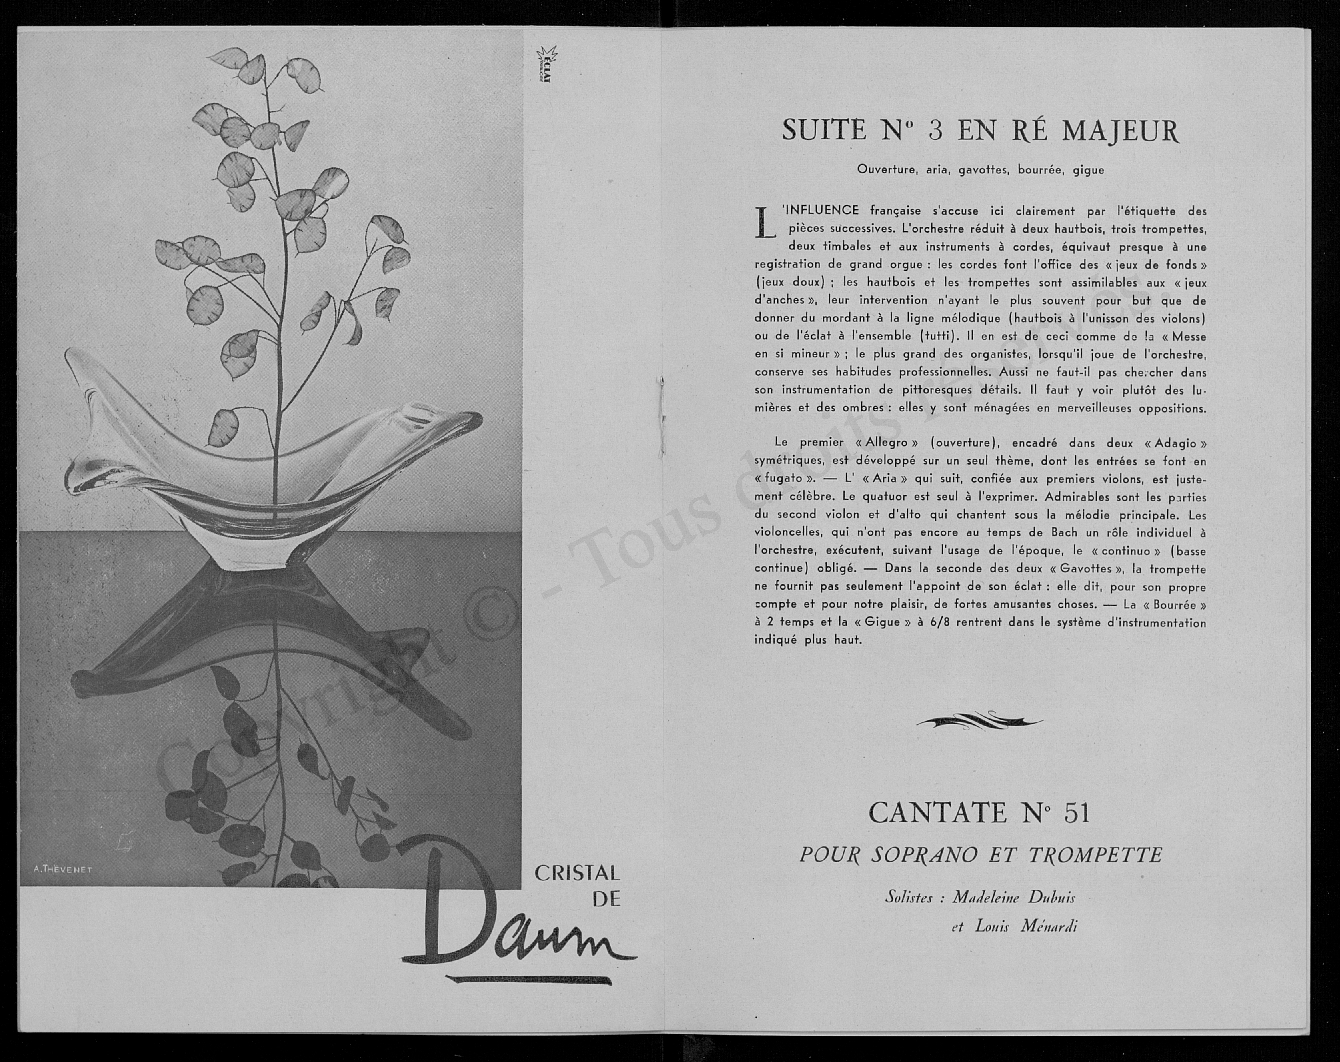 ÉCLAT
A. THÉVENET
CRISTAL
DE
Daum
SUITE Nº 3 EN RÉ MAJEUR
Ouverture, aria, gavottes, bourrée, gigue
L'INFLUENCE française s'accuse ici clairement par l'étiquette des
pièces successives. L'orchestre réduit à deux hautbois, trois trompettes,
deux timbales et aux instruments à cordes, équivaut presque à une
registration de grand orgue : les cordes font l'office des « jeux de fonds »
(jeux doux) ; les hautbois et les trompettes sont assimilables aux « jeux
d'anches », leur intervention n'ayant le plus souvent pour but que de
donner du mordant à la ligne mélodique (hautbois à l'unisson des violons)
ou de l'éclat à l'ensemble (tutti). Il en est de ceci comme de la « Messe
en si mineur » ; le plus grand des organistes, lorsqu'il joue de l'orchestre,
conserve ses habitudes professionnelles. Aussi ne faut-il pas chercher dans
son instrumentation de pittoresques détails. Il faut y voir plutôt des lu-
mières et des ombres : elles y sont ménagées en merveilleuses oppositions.
Le premier « Allegro » (ouverture), encadré dans deux « Adagio »
symétriques, est développé sur un seul thème, dont les entrées se font en
« fugato ». — L' « Aria » qui suit, confiée aux premiers violons, est juste-
ment célèbre. Le quatuor est seul à l'exprimer. Admirables sont les parties
du second violon et d'alto qui chantent sous la mélodie principale. Les
violoncelles, qui n'ont pas encore au temps de Bach un rôle individuel à
l'orchestre, exécutent, suivant l'usage de l'époque, le « continuo » (basse
continue) obligé. — Dans la seconde des deux « Gavottes », la trompette
ne fournit pas seulement l'appoint de son éclat : elle dit, pour son propre
compte et pour notre plaisir, de fortes amusantes choses. — La « Bourrée »
à 2 temps et la « Gigue » à 6/8 rentrent dans le système d'instrumentation
indiqué plus haut.
CANTATE Nº 51
POUR SOPRANO ET TROMPETTE
Solistes : Madeleine Dubuis
et Louis Ménardi
Copyright © - Tous droits réservés.